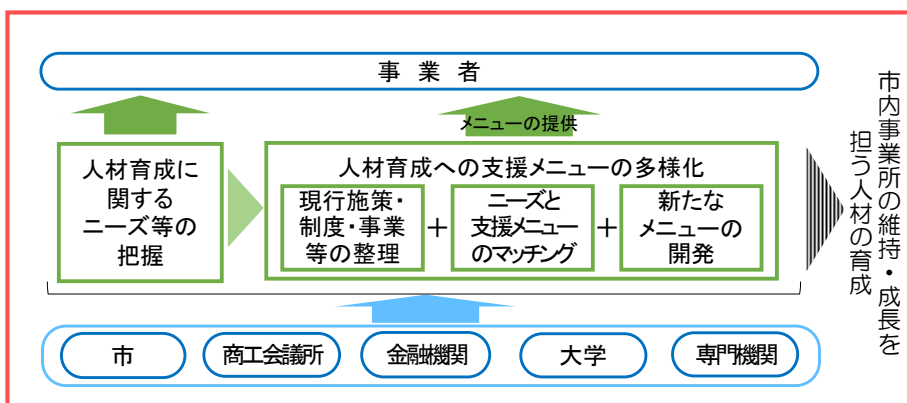 事業者
メニューの提供
人材育成に
関する
ニーズ等の
把握
人材育成への支援メニューの多様化
現行施策・
制度・事業
等の整理
+
ニーズと
支援メニュー
のマッチング
+
新たな
メニューの
開発
市内事業所の維持・成長を
担う人材の育成
市
商工会議所
金融機関
大学
専門機関